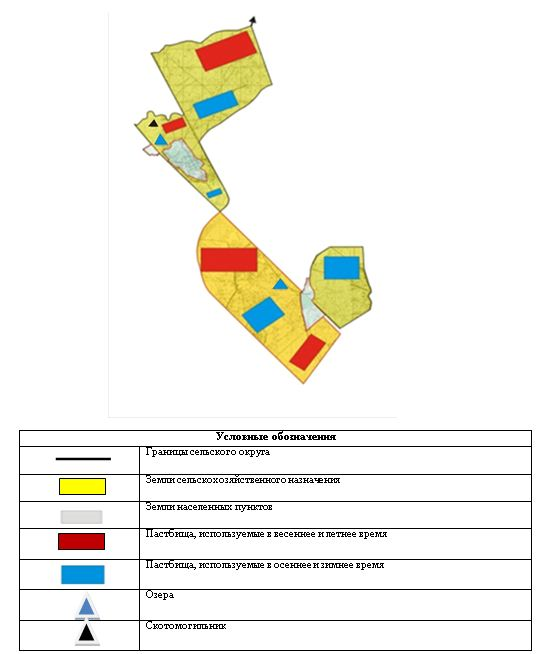 Условные обозначения
Границы сельского округа
Земли сельскохозяйственного назначения
Земли населенных пунктов
Пастбища, используемые в весеннее и летнее время
Пастбища, используемые в осеннее и зимнее время
Озера
Скотомогильник